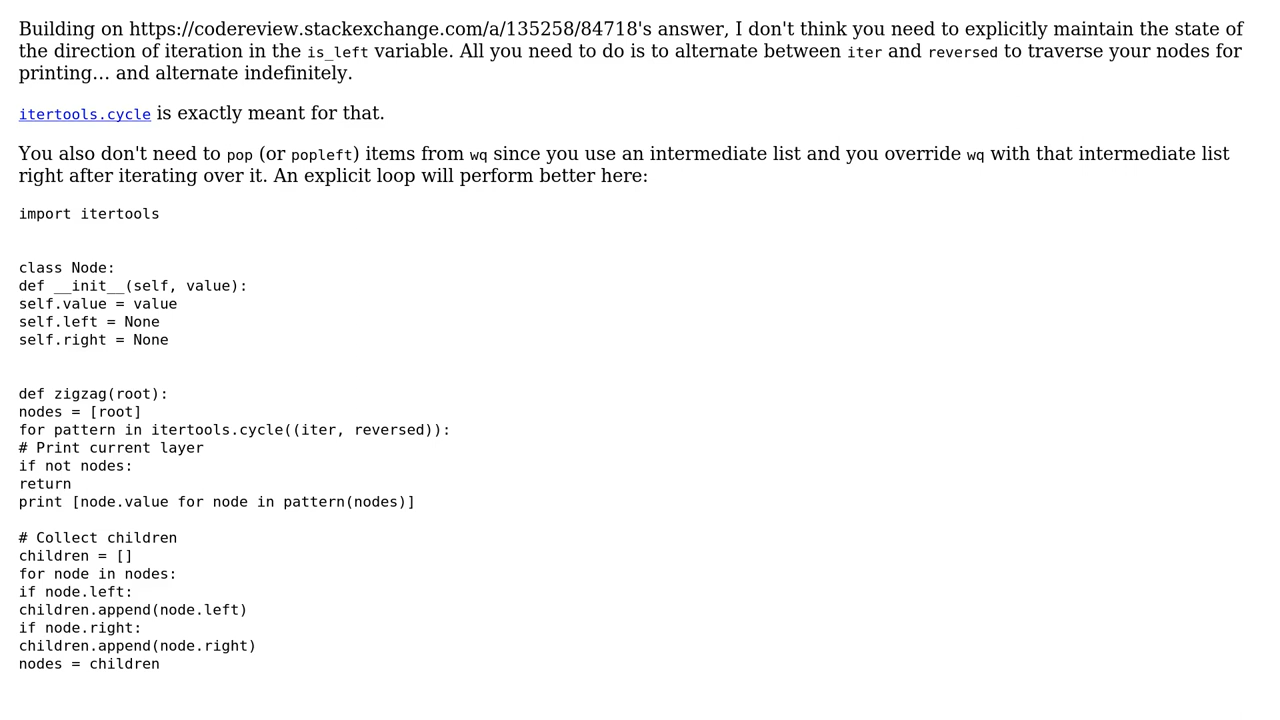 Building on https://codereview.stackexchange.com/a/135258/84718's answer, I don't think you need to explicitly maintain the state of
the direction of iteration in the is_left variable. All you need to do is to alternate between iter and reversed to traverse your nodes for
printing… and alternate indefinitely.
itertools.cycle is exactly meant for that.
You also don't need to pop (or popleft) items from wq since you use an intermediate list and you override wq with that intermediate list
right after iterating over it. An explicit loop will perform better here:
import itertools
class Node:
def __init__(self, value):
self.value = value
self.left = None
self.right = None
def zigzag(root):
nodes = [root]
for pattern in itertools.cycle((iter, reversed)):
# Print current layer
if not nodes:
return
print [node.value for node in pattern(nodes)]
# Collect children
children = []
for node in nodes:
if node.left:
children.append(node.left)
if node.right:
children.append(node.right)
nodes = children